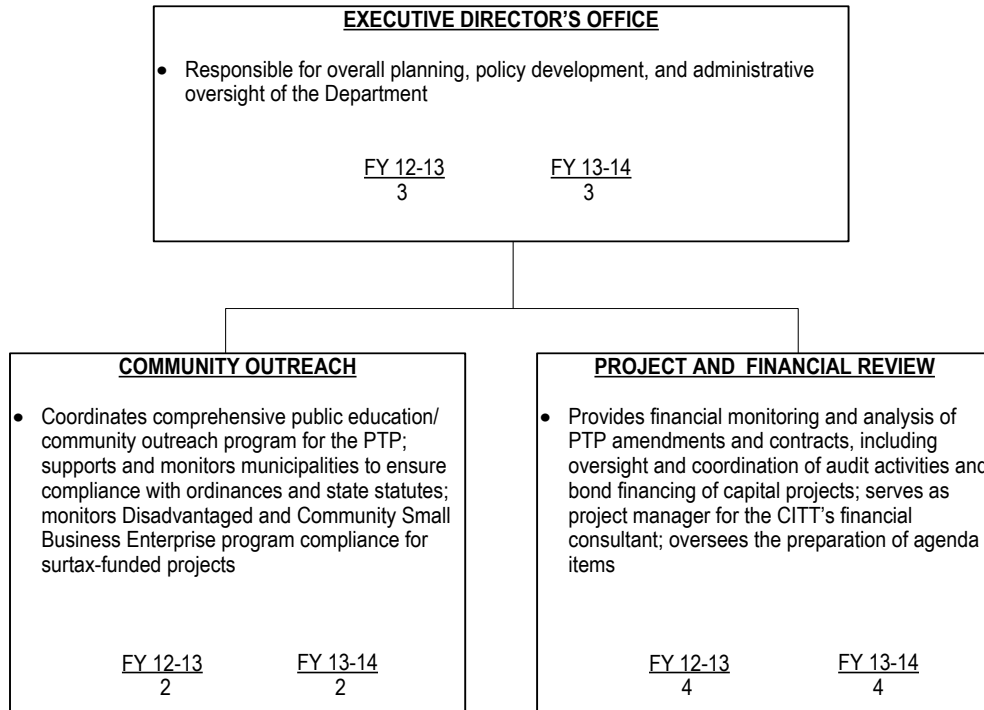 EXECUTIVE DIRECTOR'S OFFICE
• Responsible for overall planning, policy development, and administrative
oversight of the Department
FY 12-13 FY 13-14
3 3
COMMUNITY OUTREACH
• Coordinates comprehensive public education/
community outreach program for the PTP;
supports and monitors municipalities to ensure
compliance with ordinances and state statutes;
monitors Disadvantaged and Community Small
Business Enterprise program compliance for
surtax-funded projects
FY 12-13 FY 13-14
2 2
PROJECT AND FINANCIAL REVIEW
• Provides financial monitoring and analysis of
PTP amendments and contracts, including
oversight and coordination of audit activities and
bond financing of capital projects; serves as
project manager for the CITT's financial
consultant; oversees the preparation of agenda
items
FY 12-13 FY 13-14
4 4